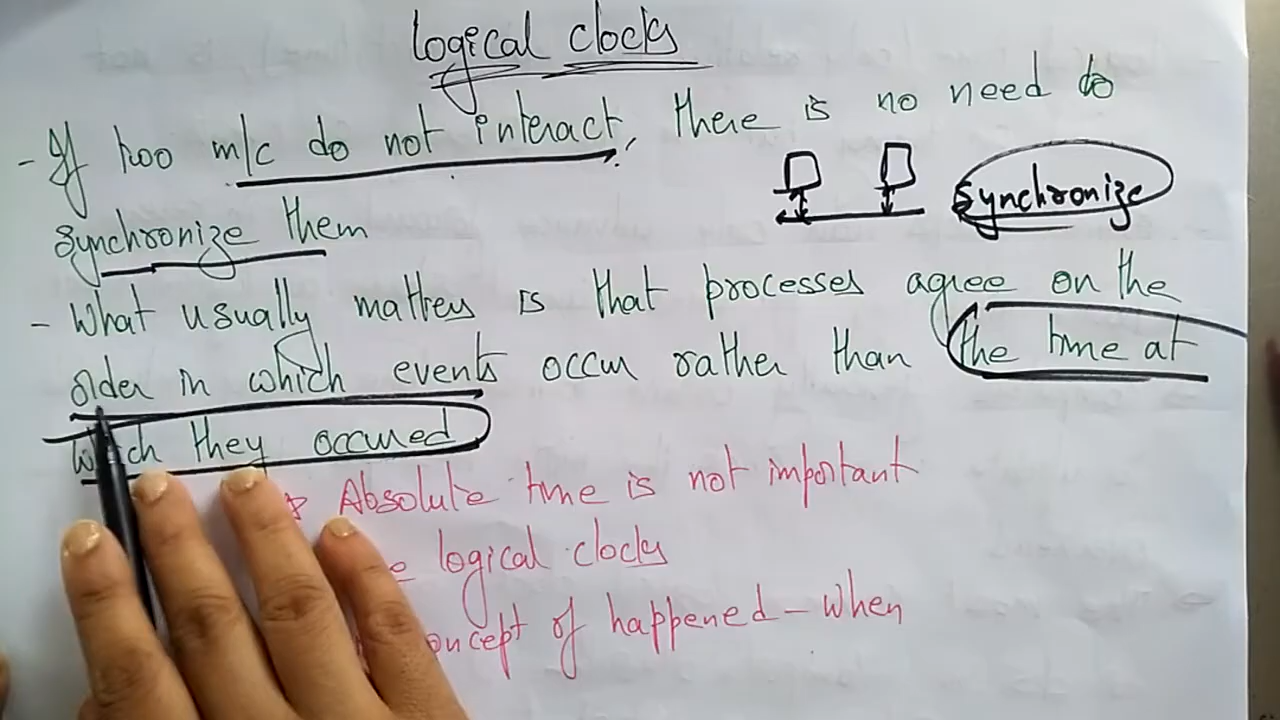 logical clocks
- If two m/c do not interact, there is no need do
synchronize them
synchronize
- What usually matters is that processes agree on the
order in which events occur rather than the time at
which they occured
Absolute time is not important
logical clocks
oncept of happened - when